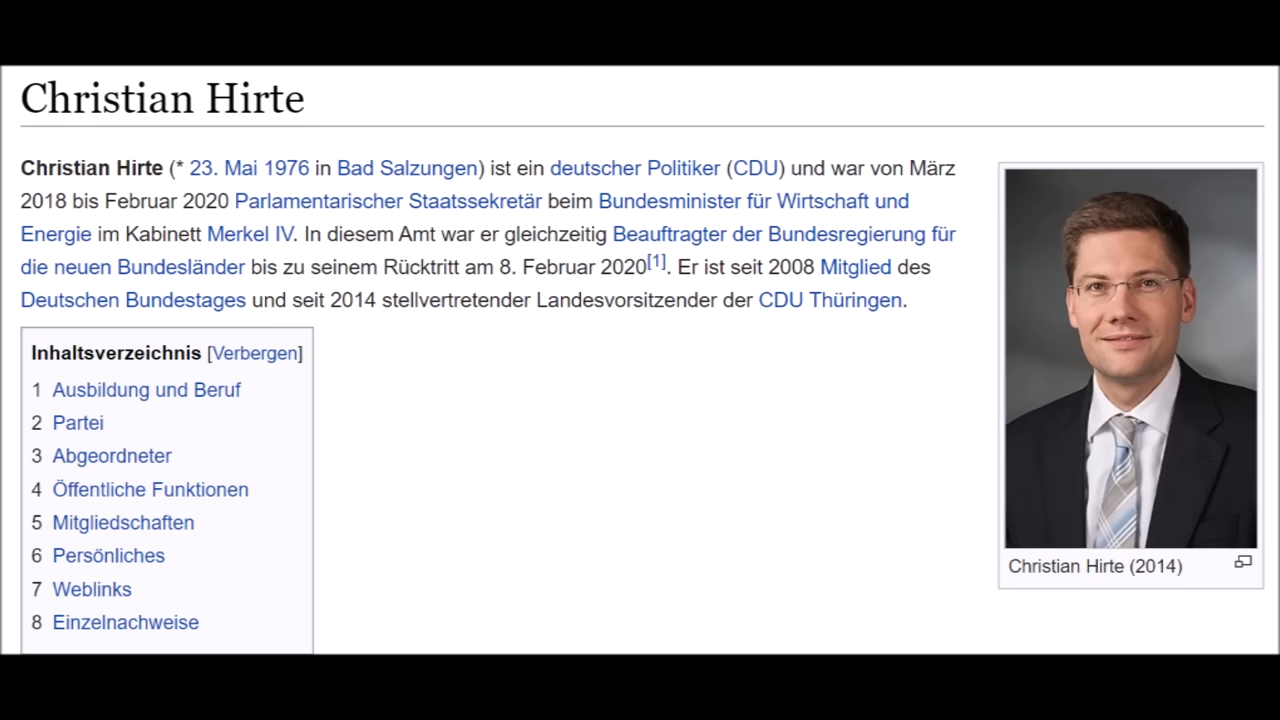 Christian Hirte
Christian Hirte (* 23. Mai 1976 in Bad Salzungen) ist ein deutscher Politiker (CDU) und war von März
2018 bis Februar 2020 Parlamentarischer Staatssekretär beim Bundesminister für Wirtschaft und
Energie im Kabinett Merkel IV. In diesem Amt war er gleichzeitig Beauftragter der Bundesregierung für
die neuen Bundesländer bis zu seinem Rücktritt am 8. Februar 2020[1]. Er ist seit 2008 Mitglied des
Deutschen Bundestages und seit 2014 stellvertretender Landesvorsitzender der CDU Thüringen.
Inhaltsverzeichnis [Verbergen]
1 Ausbildung und Beruf
2 Partei
3 Abgeordneter
4 Öffentliche Funktionen
5 Mitgliedschaften
6 Persönliches
7 Weblinks
8 Einzelnachweise
Christian Hirte (2014)